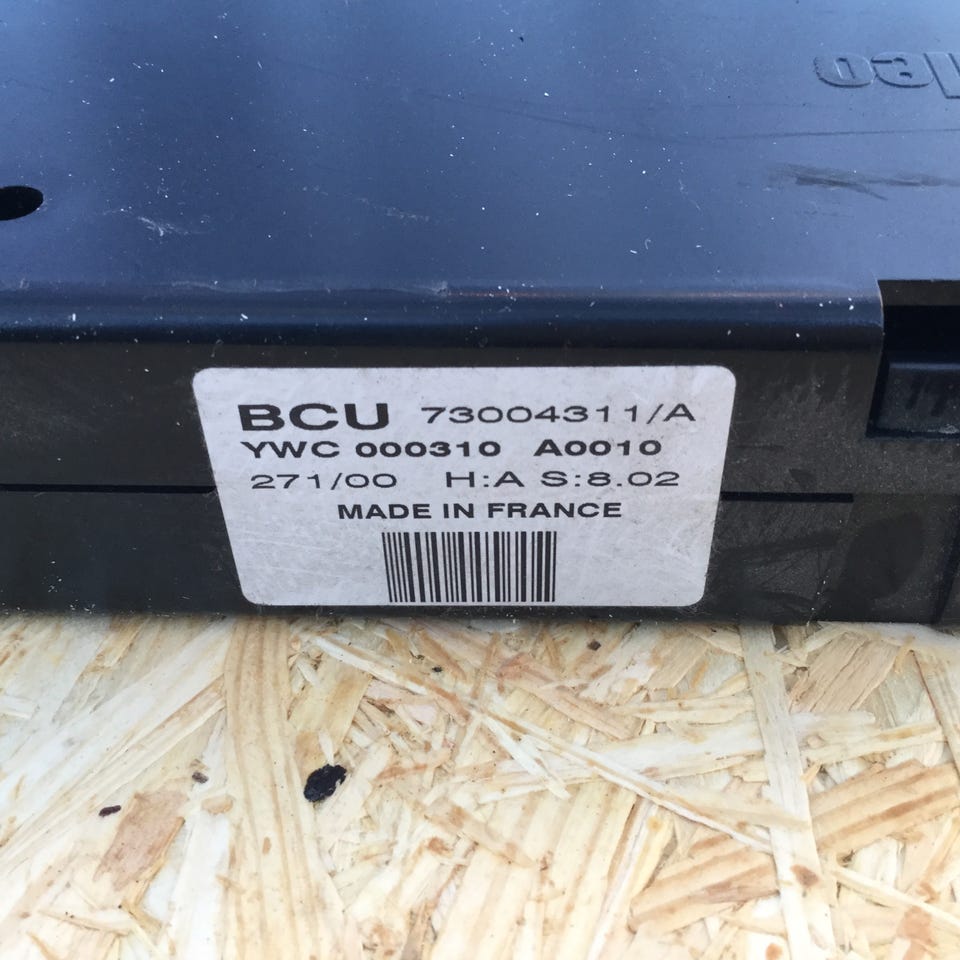 BCU 73004311/A
YWC 000310 A0010
271/00 H:A S:8.02
MADE IN FRANCE